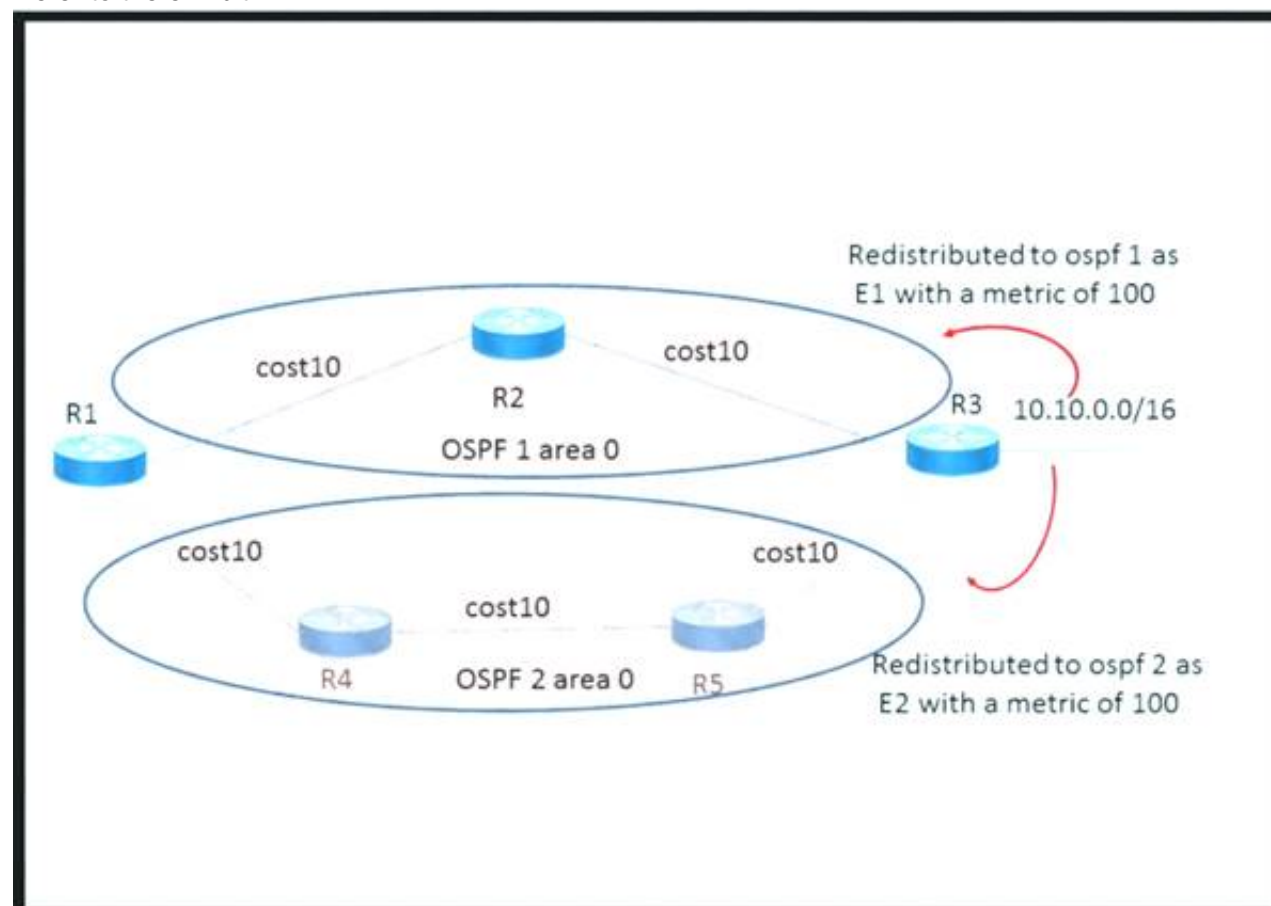 Redistributed to ospf 1 as
E1 with a metric of 100
cost10
cost10
R2
R1
R3
10.10.0.0/16
OSPF 1 area 0
cost10
cost10
cost10
R4
OSPF 2 area 0
R5
Redistributed to ospf 2 as
E2 with a metric of 100